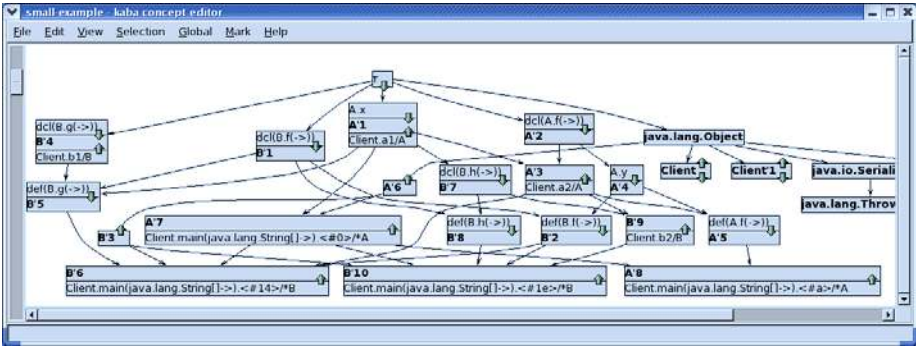 small-example - kaba concept editor
File Edit View Selection Global Mark Help
T
A.x
A'1
Client.a1/A
dcl(B.g(->))
B'4
Client.b1/B
dcl(B.f(->))
B'1
dcl(A.f(->))
A'2
java.lang.Object
Client
Client'1
java.io.Seriali
java.lang.Throw
def(B.g(->))
B'5
A'6
dcl(B.h(->))
B'7
A'3
Client.a2/A
A.y
A'4
B'3
A'7
Client.main(java.lang.String[]->).<#0>/*A
def(B.h(->))
B'8
def(B.f(->))
B'2
B'9
Client.b2/B
def(A.f(->))
A'5
B'6
Client.main(java.lang.String[]->).<#14>/*B
B'10
Client.main(java.lang.String[]->).<#1e>/*B
A'8
Client.main(java.lang.String[]->).<#a>/*A